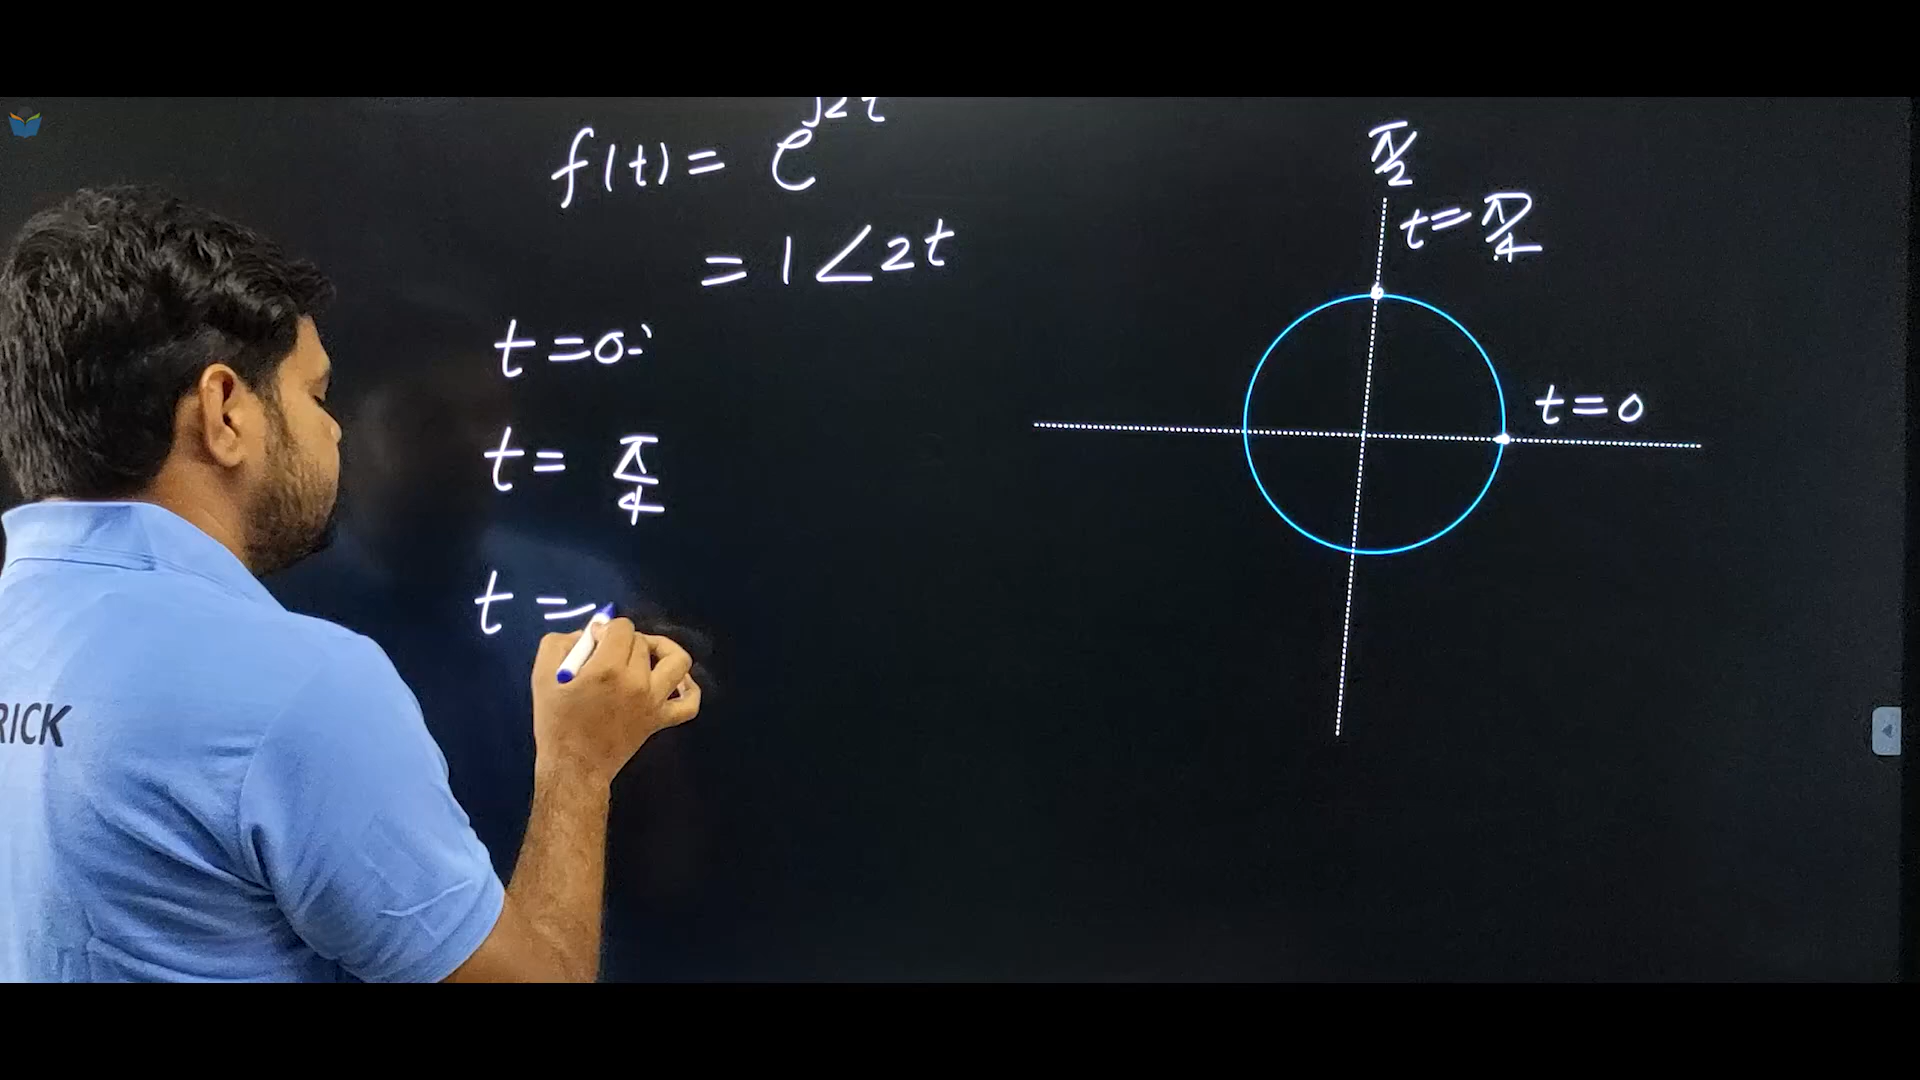 f(t) = e^j2t
= 1∠2t
t=0
t= π/4
t=
π/2
t=π/4
t=0
RICK